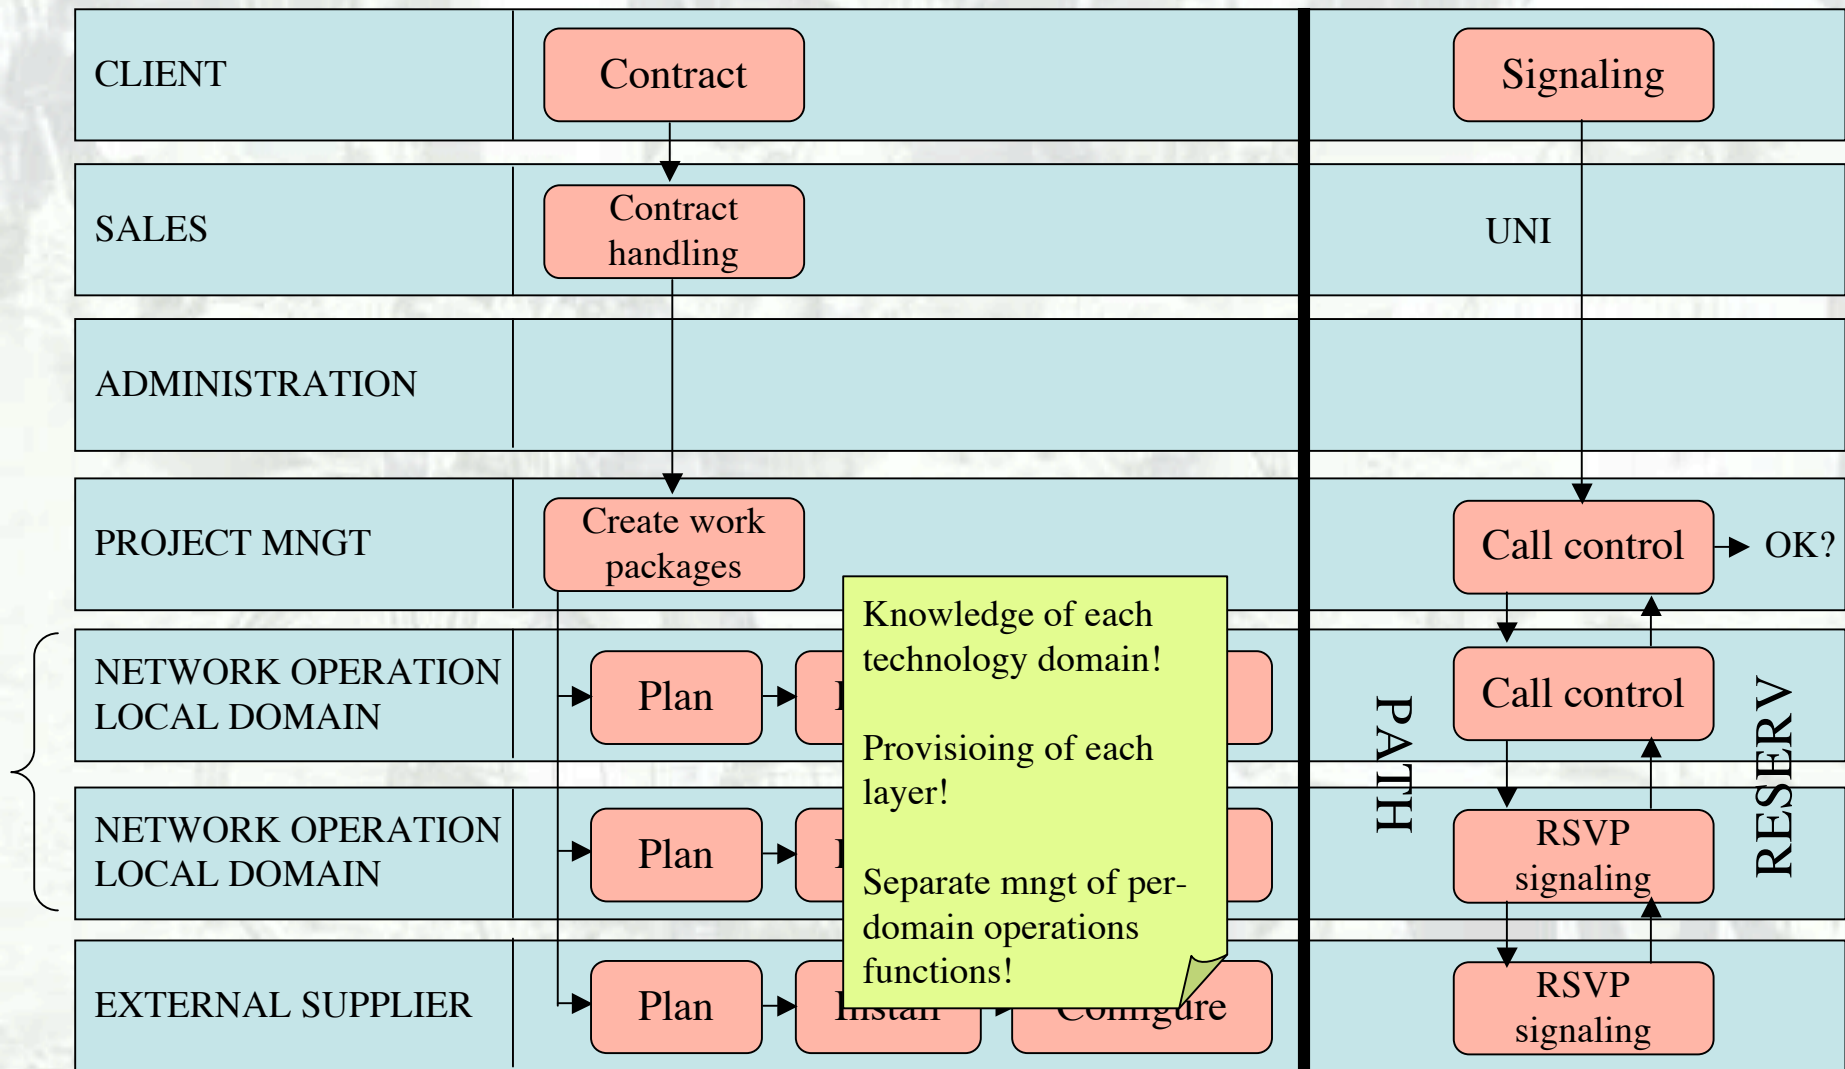 CLIENT
Contract
Signaling
SALES
Contract
handling
UNI
ADMINISTRATION
PROJECT MNGT
Create work
packages
Call control
OK?
Knowledge of each
technology domain!
Provisioing of each
layer!
Separate mngt of per-
domain operations
functions!
NETWORK OPERATION
LOCAL DOMAIN
Plan
Call control
PATH
RESERV
NETWORK OPERATION
LOCAL DOMAIN
Plan
RSVP
signaling
EXTERNAL SUPPLIER
Plan
Install
Configure
RSVP
signaling